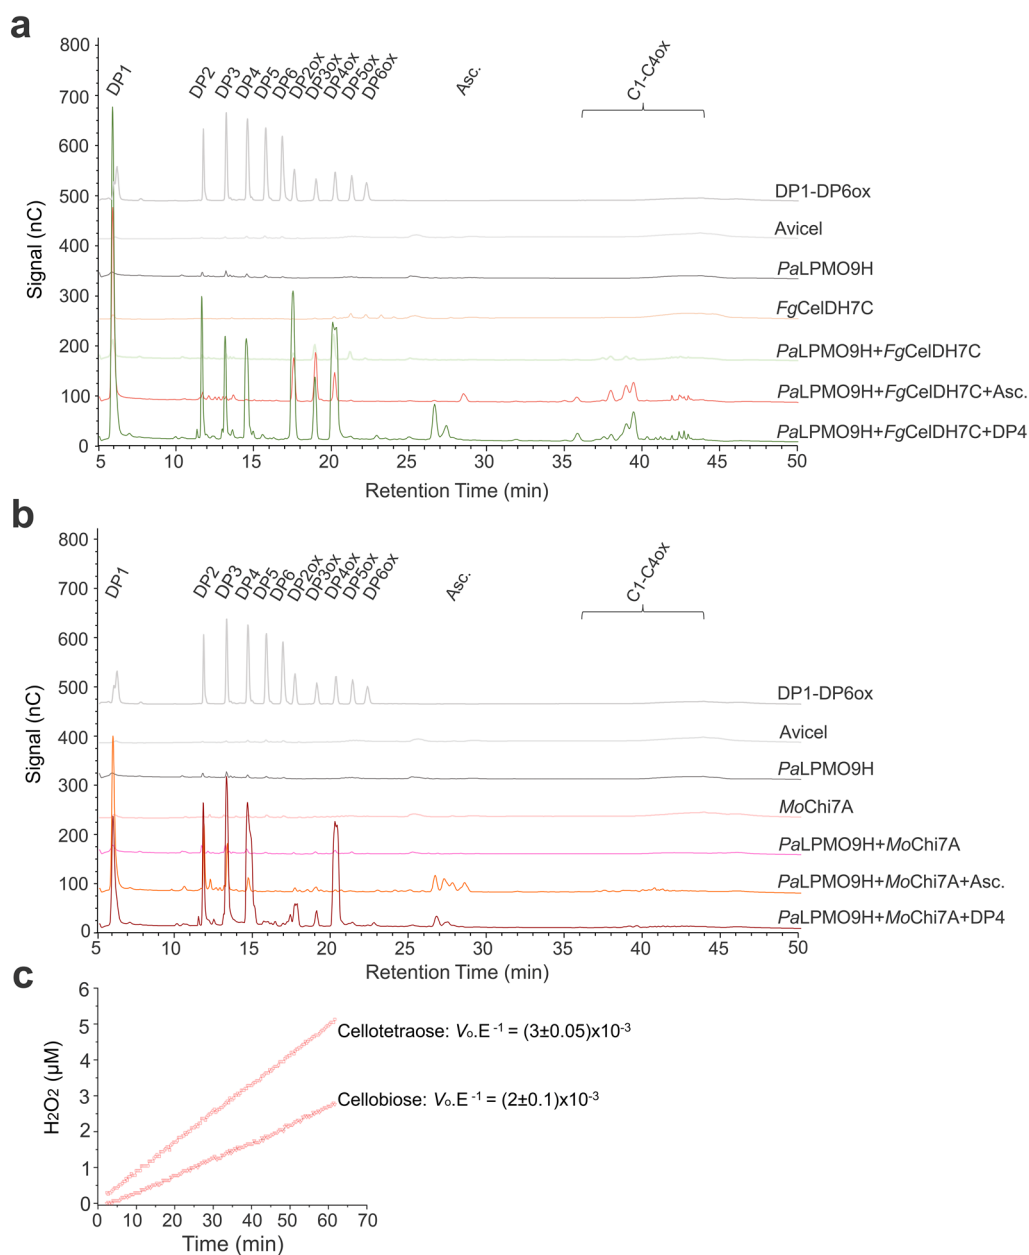 a
800
700
600
500
400
300
200
100
0
Signal (nC)
DP1 DP2 DP3 DP4 DP5 DP6 DP2ox DP3ox DP4ox DP5ox DP6ox Asc. C1-C4ox
DP1-DP6ox
Avicel
PaLPMO9H
FgCelDH7C
PaLPMO9H+FgCelDH7C
PaLPMO9H+FgCelDH7C+Asc.
PaLPMO9H+FgCelDH7C+DP4
5 10 15 20 25 30 35 40 45 50
Retention Time (min)
b
800
700
600
500
400
300
200
100
0
Signal (nC)
DP1 DP2 DP3 DP4 DP5 DP6 DP2ox DP3ox DP4ox DP5ox DP6ox Asc. C1-C4ox
DP1-DP6ox
Avicel
PaLPMO9H
MoChi7A
PaLPMO9H+MoChi7A
PaLPMO9H+MoChi7A+Asc.
PaLPMO9H+MoChi7A+DP4
5 10 15 20 25 30 35 40 45 50
Retention Time (min)
c
6
5
4
3
2
1
0
H2O2 (µM)
Cellotetraose: Vo.E-1 = (3±0.05)x10-3
Cellobiose: Vo.E-1 = (2±0.1)x10-3
0 10 20 30 40 50 60 70
Time (min)